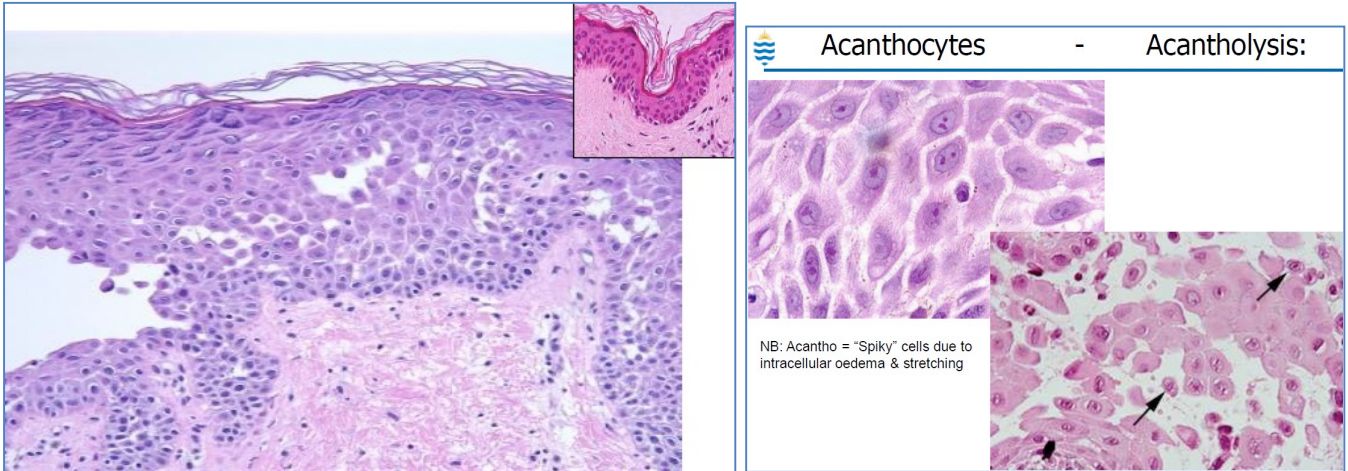 Acanthocytes - Acantholysis:
NB: Acantho = “Spiky” cells due to
intracellular oedema & stretching